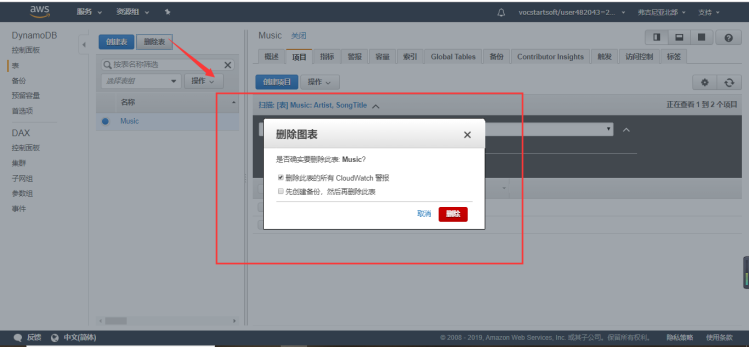 aws
服务
资源组
vocstartsoft/user482043=2...
弗吉尼亚北部
支持
DynamoDB
控制面板
表
备份
预留容量
首选项
DAX
控制面板
集群
子网组
参数组
事件
创建表
删除表
按表名称筛选
选择表组
操作
名称
Music
Music 关闭
概述 项目 指标 警报 容量 索引 Global Tables 备份 Contributor Insights 触发 访问控制 标签
创建项目 操作
扫描: [表] Music: Artist, SongTitle
正在查看 1 到 2 个项目
删除图表
是否确实要删除此表 Music?
删除此表的所有 CloudWatch 警报
先创建备份，然后再删除此表
取消 删除
反馈 中文(简体)
© 2008 - 2019, Amazon Web Services, Inc. 或其子公司。保留所有权利。 隐私策略 使用条款